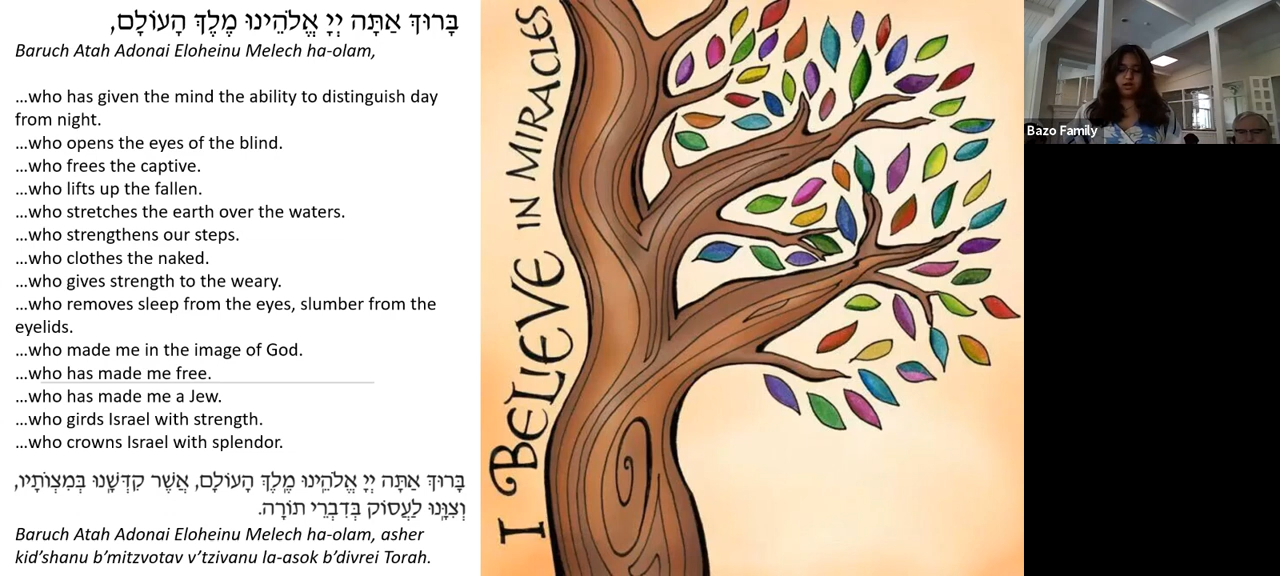 בָּרוּךְ אַתָּה יְיָ אֱלֹהֵינוּ מֶלֶךְ הָעוֹלָם,
Baruch Atah Adonai Eloheinu Melech ha-olam,
…who has given the mind the ability to distinguish day
from night.
…who opens the eyes of the blind.
…who frees the captive.
…who lifts up the fallen.
…who stretches the earth over the waters.
…who strengthens our steps.
…who clothes the naked.
…who gives strength to the weary.
…who removes sleep from the eyes, slumber from the
eyelids.
…who made me in the image of God.
…who has made me free.
…who has made me a Jew.
…who girds Israel with strength.
…who crowns Israel with splendor.
בָּרוּךְ אַתָּה יְיָ אֱלֹהֵינוּ מֶלֶךְ הָעוֹלָם, אֲשֶׁר קִדְּשָׁנוּ בְּמִצְוֹתָיו,
וְצִוָּנוּ לַעֲסוֹק בְּדִבְרֵי תוֹרָה.
Baruch Atah Adonai Eloheinu Melech ha-olam, asher
kid’shanu b’mitzvotav v’tzivanu la-asok b’divrei Torah.
I BELIEVE IN MIRACLES
Bazo Family